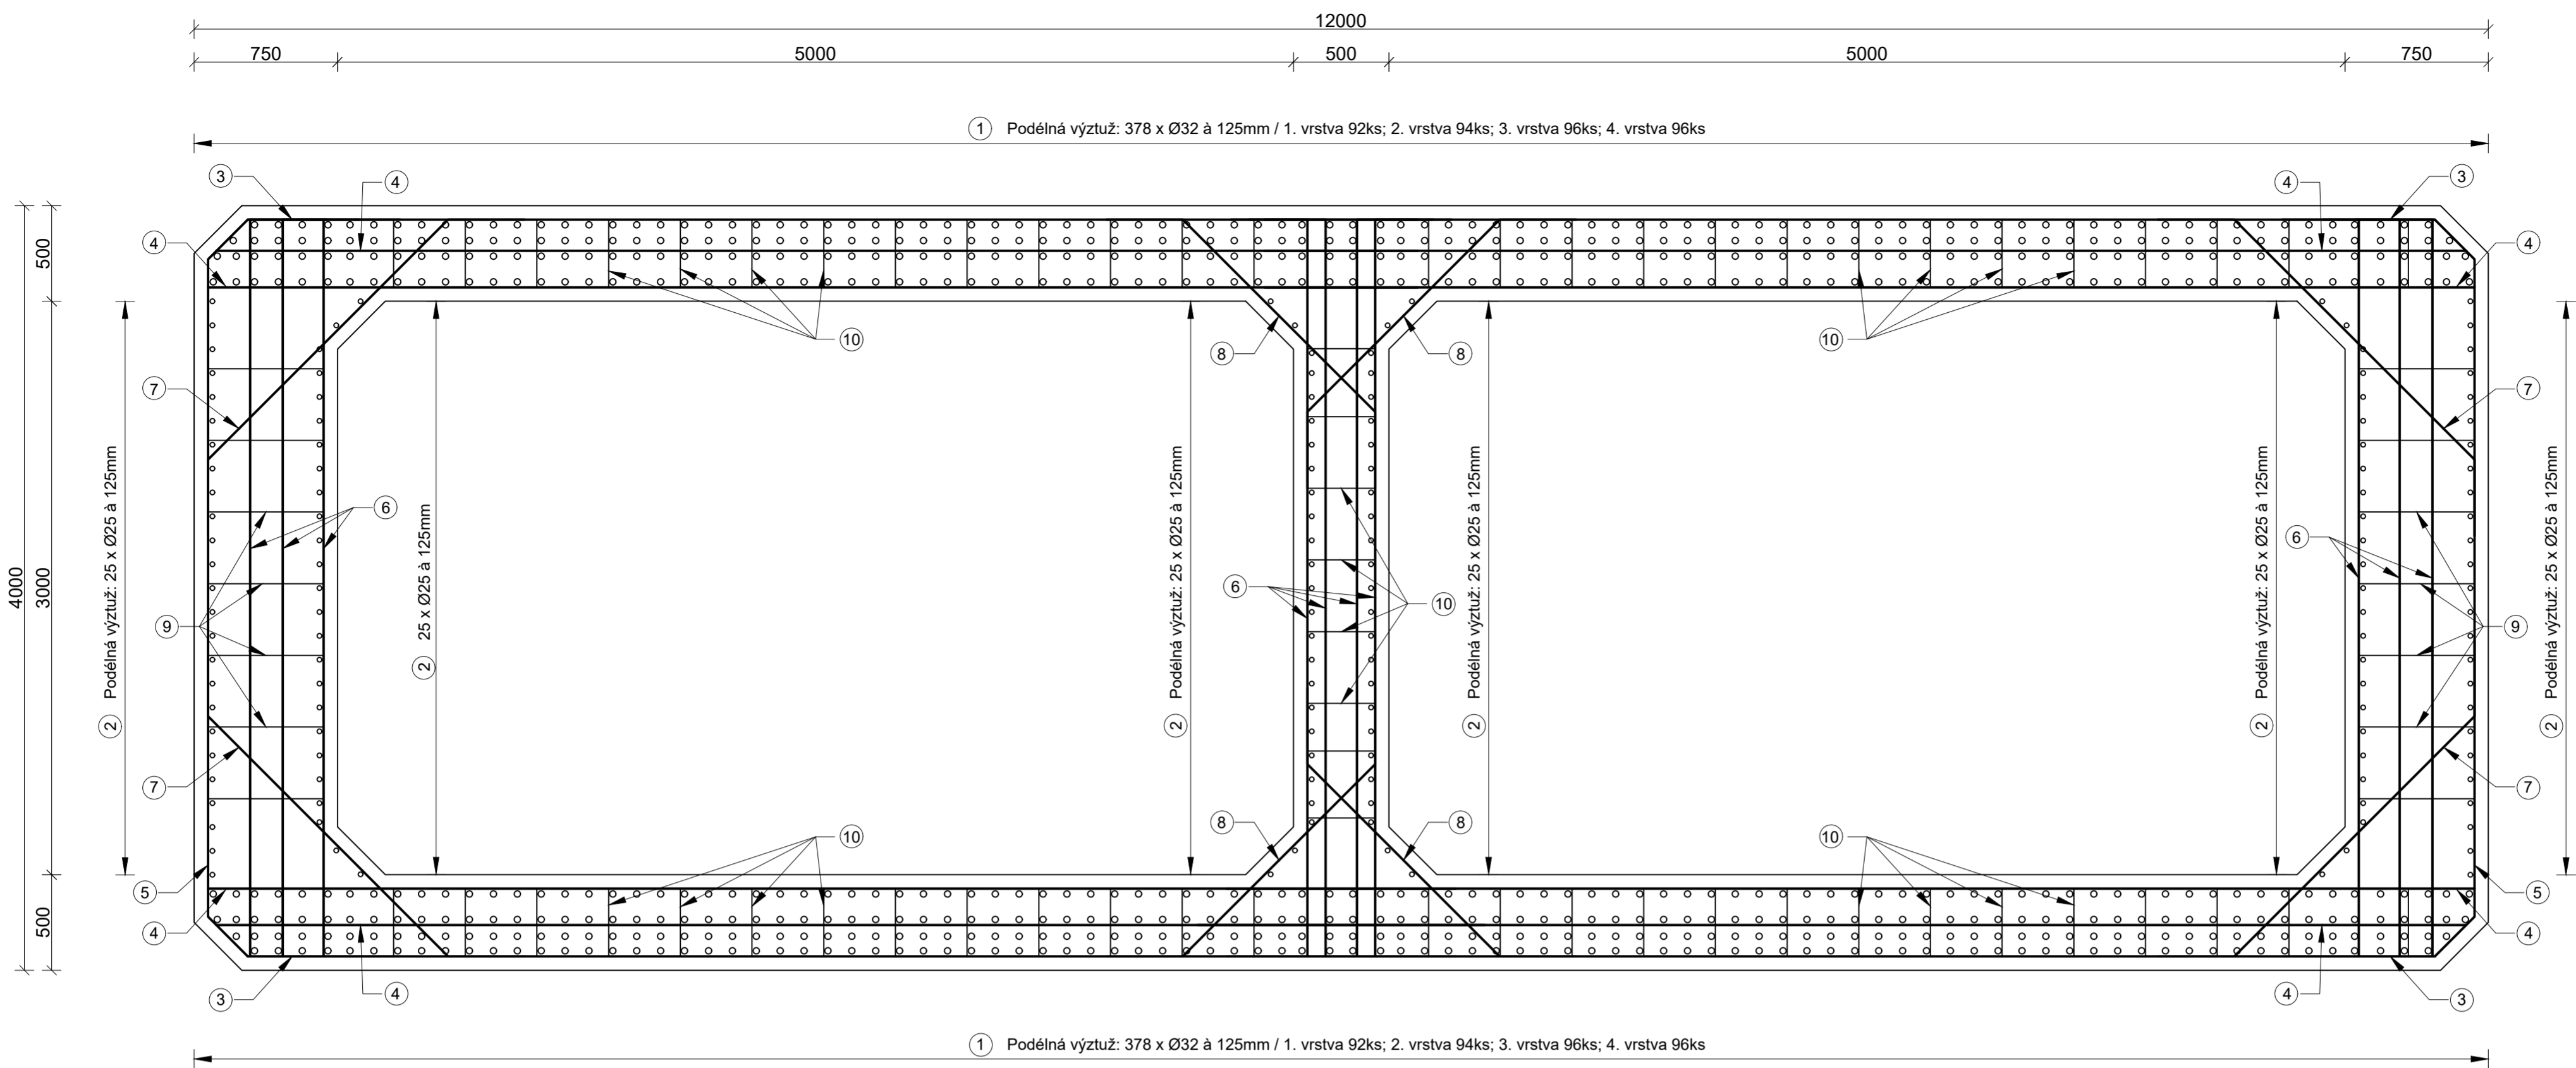 12000
750 5000 500 5000 750
① Podélná výztuž: 378 x Ø32 à 125mm / 1. vrstva 92ks; 2. vrstva 94ks; 3. vrstva 96ks; 4. vrstva 96ks
③ ④ ④ ③
④ ④
500
⑩ ⑩
⑧ ⑧
⑦ ⑦
4000
3000
② Podélná výztuž: 25 x Ø25 à 125mm
② 25 x Ø25 à 125mm
② Podélná výztuž: 25 x Ø25 à 125mm
② Podélná výztuž: 25 x Ø25 à 125mm
② Podélná výztuž: 25 x Ø25 à 125mm
② Podélná výztuž: 25 x Ø25 à 125mm
⑥ ⑥
⑥ ⑩
⑨ ⑨
⑦ ⑦
⑧ ⑧
⑩ ⑩
⑤ ⑤
500
④ ④
③ ④ ④ ③
① Podélná výztuž: 378 x Ø32 à 125mm / 1. vrstva 92ks; 2. vrstva 94ks; 3. vrstva 96ks; 4. vrstva 96ks